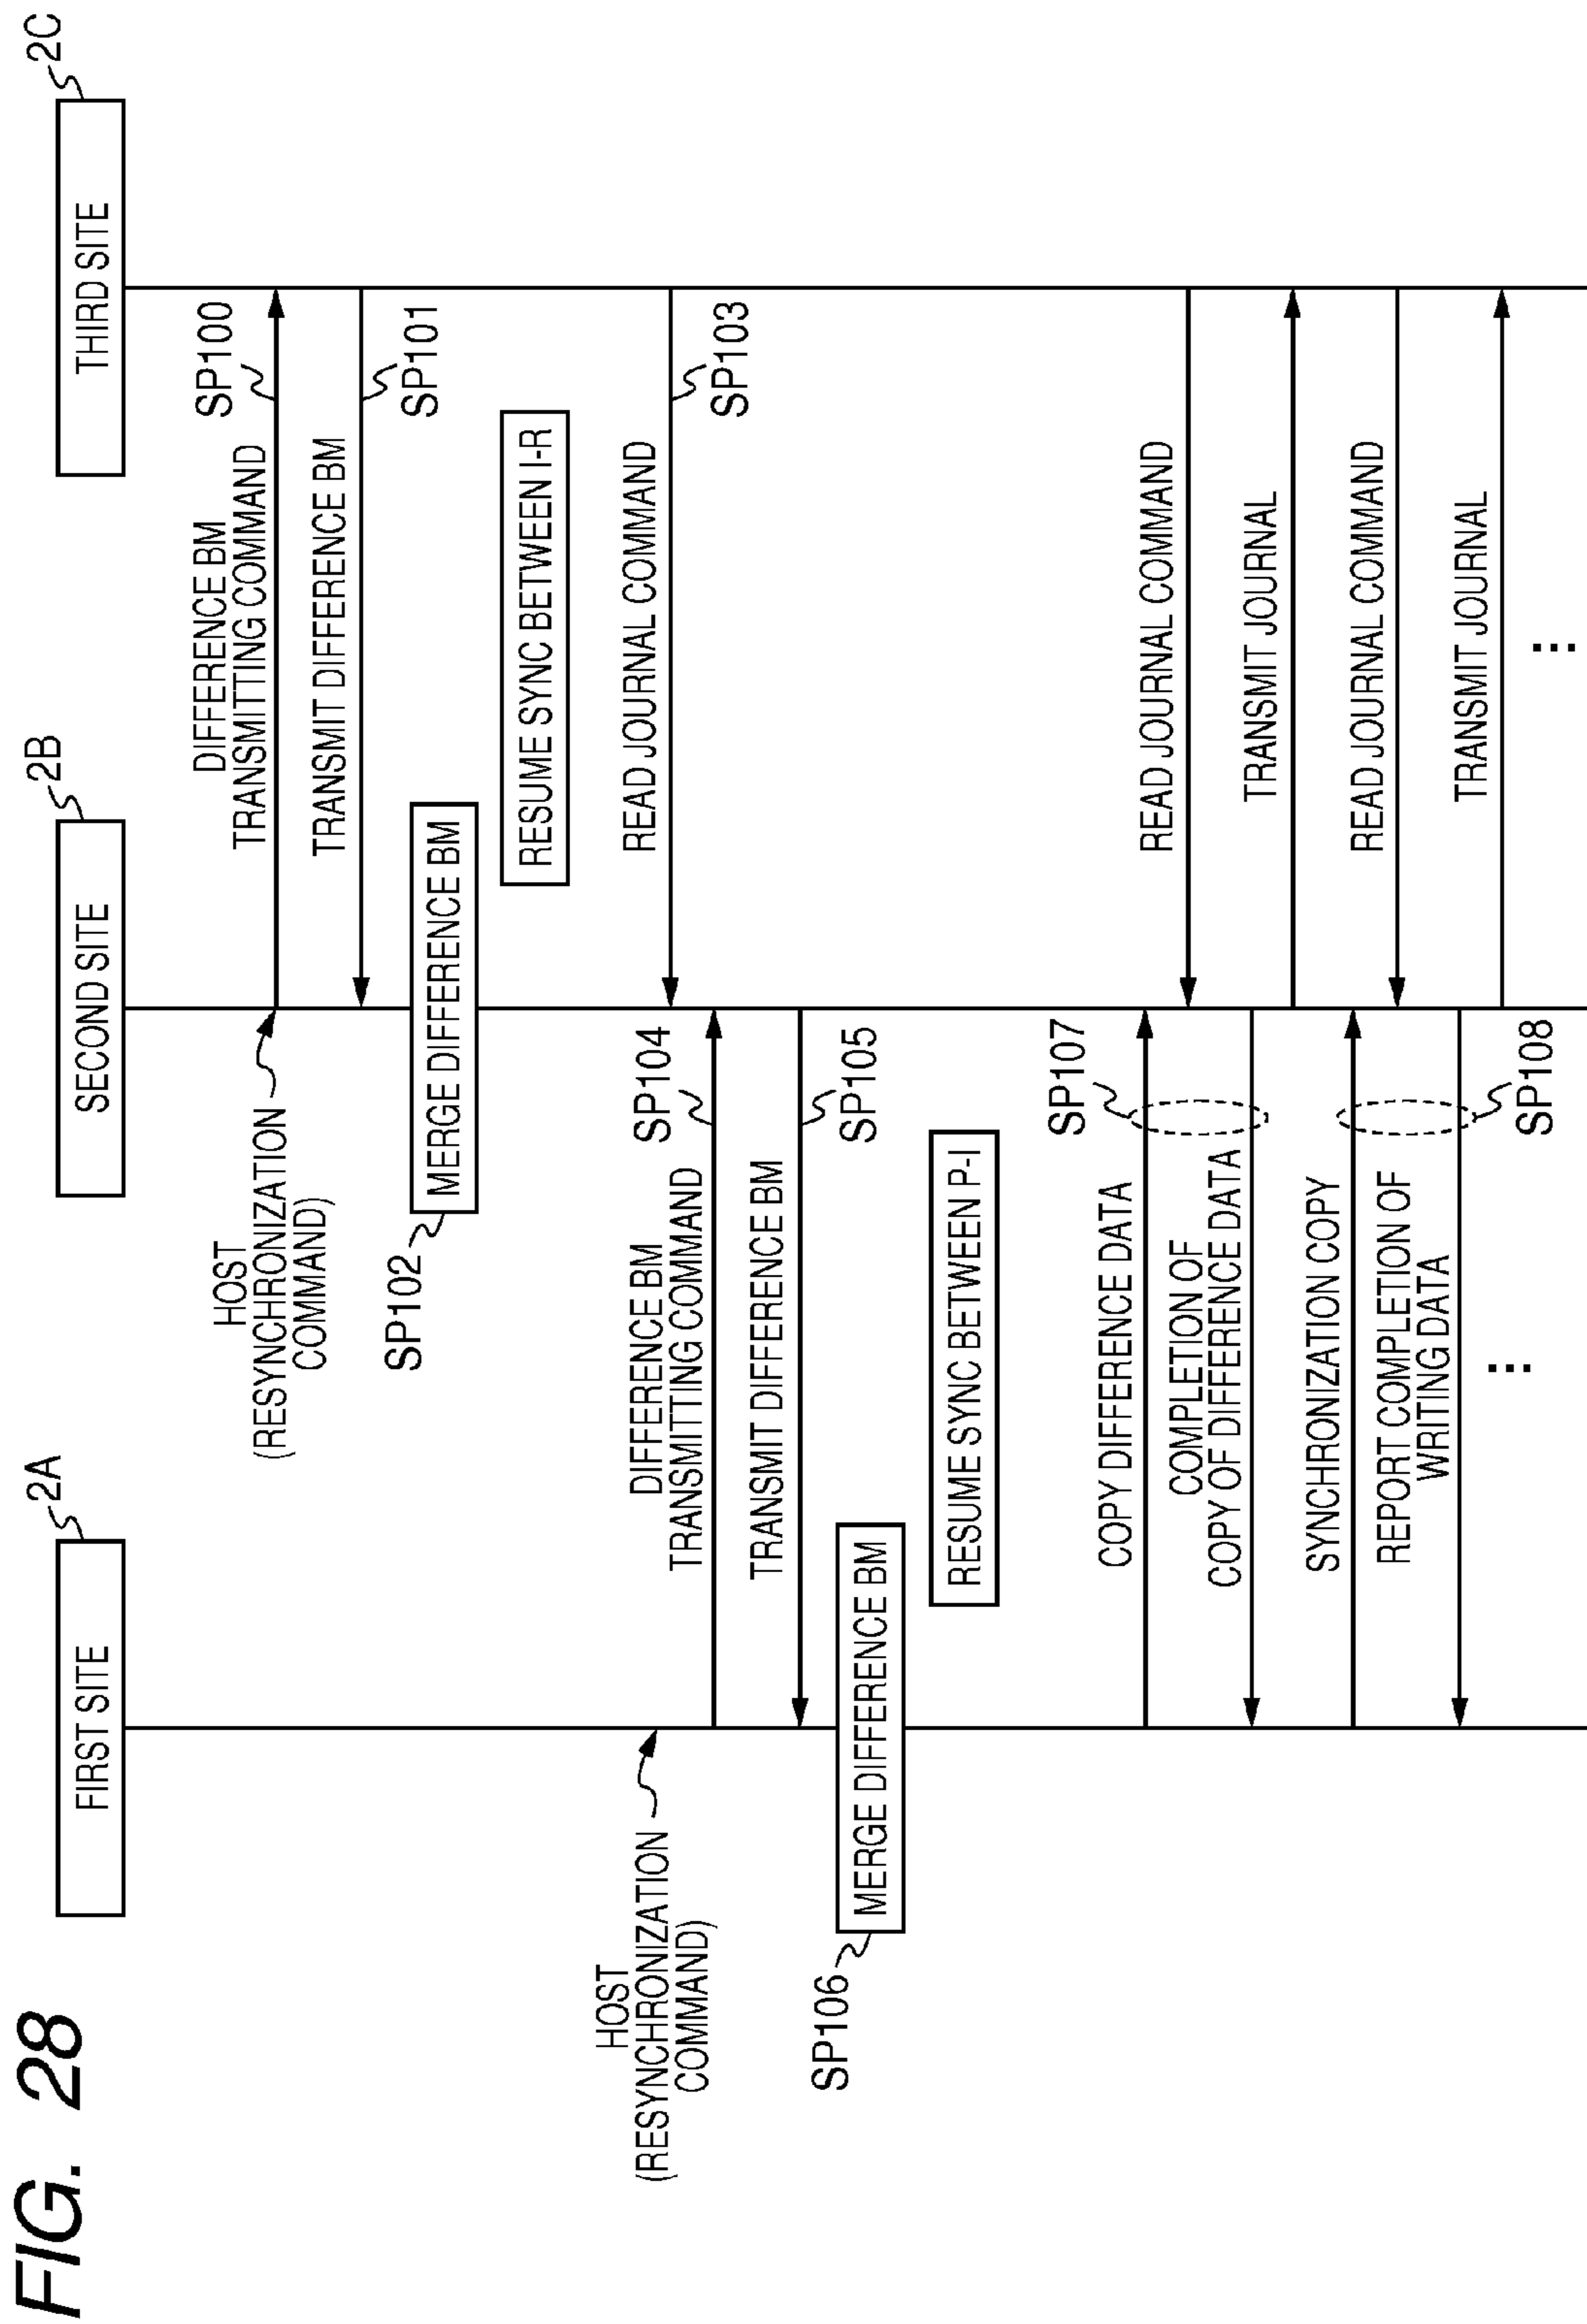 FIG. 28
FIRST SITE
2A
SECOND SITE
2B
THIRD SITE
2C
HOST
(RESYNCHRONIZATION
COMMAND)
DIFFERENCE BM
TRANSMITTING COMMAND
SP100
TRANSMIT DIFFERENCE BM
SP101
SP102
MERGE DIFFERENCE BM
RESUME SYNC BETWEEN I-R
READ JOURNAL COMMAND
SP103
HOST
(RESYNCHRONIZATION
COMMAND)
DIFFERENCE BM
TRANSMITTING COMMAND
SP104
TRANSMIT DIFFERENCE BM
SP105
SP106
MERGE DIFFERENCE BM
RESUME SYNC BETWEEN P-I
COPY DIFFERENCE DATA
SP107
READ JOURNAL COMMAND
COMPLETION OF
COPY OF DIFFERENCE DATA
TRANSMIT JOURNAL
SYNCHRONIZATION COPY
READ JOURNAL COMMAND
REPORT COMPLETION OF
WRITING DATA
SP108
TRANSMIT JOURNAL
...
...